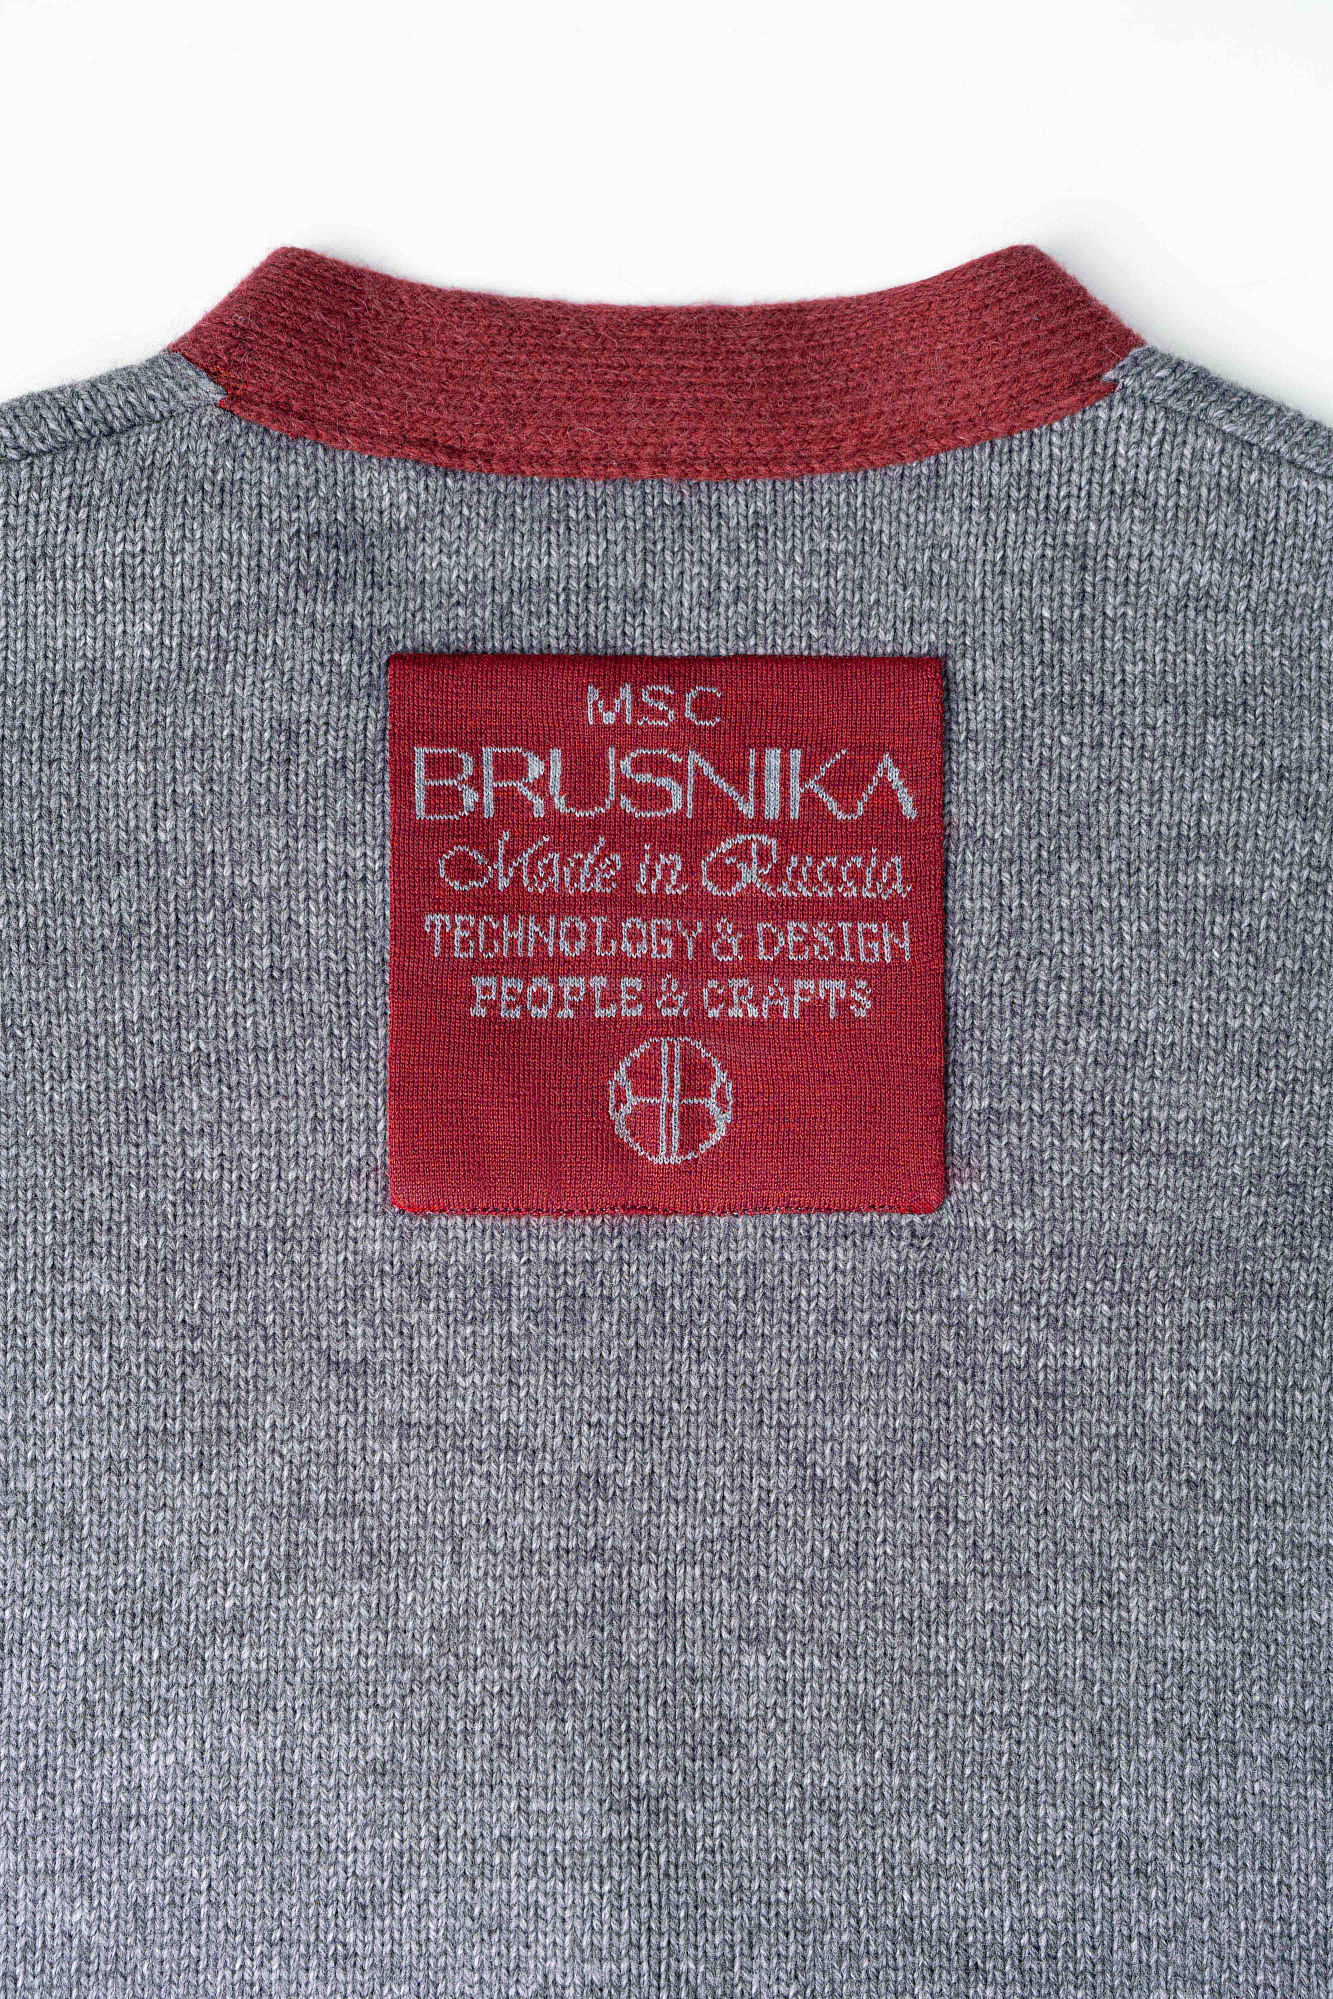 MSC
BRUSNIKA
Made in Russia
TECHNOLOGY & DESIGN
PEOPLE & CRAFTS